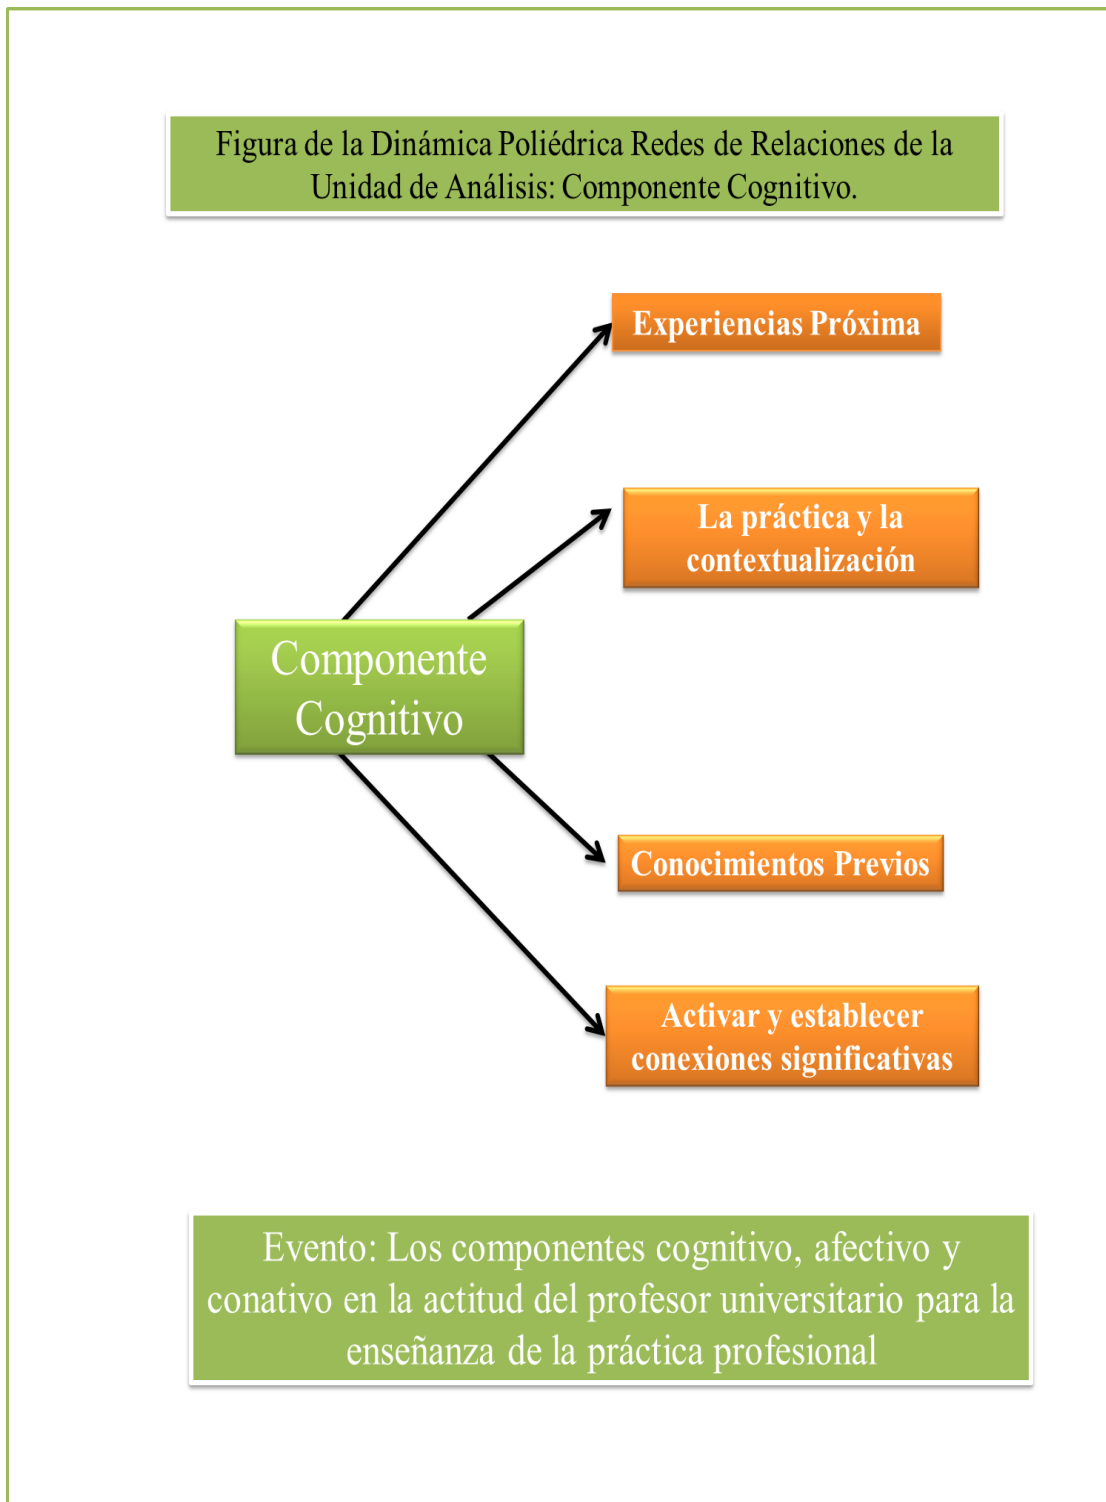 Figura de la Dinámica Poliédrica Redes de Relaciones de la
Unidad de Análisis: Componente Cognitivo.
Experiencias Próxima
La práctica y la
contextualización
Componente
Cognitivo
Conocimientos Previos
Activar y establecer
conexiones significativas
Evento: Los componentes cognitivo, afectivo y
conativo en la actitud del profesor universitario para la
enseñanza de la práctica profesional